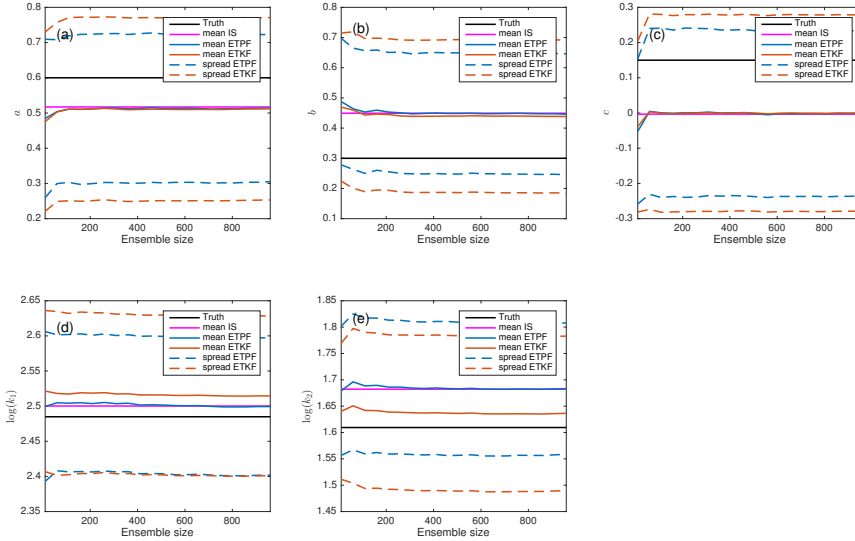 0.8
0.7
0.6
0.5
0.4
0.3
0.2
a
(a)
Truth
mean IS
mean ETPF
mean ETKF
spread ETPF
spread ETKF
200 400 600 800
Ensemble size
0.8
0.7
0.6
0.5
0.4
0.3
0.2
0.1
b
(b)
Truth
mean IS
mean ETPF
mean ETKF
spread ETPF
spread ETKF
200 400 600 800
Ensemble size
0.3
0.2
0.1
0
-0.1
-0.2
-0.3
c
(c)
Truth
mean IS
mean ETPF
mean ETKF
spread ETPF
spread ETKF
200 400 600 800
Ensemble size
2.65
2.6
2.55
2.5
2.45
2.4
2.35
log(k₁)
(d)
Truth
mean IS
mean ETPF
mean ETKF
spread ETPF
spread ETKF
200 400 600 800
Ensemble size
1.85
1.8
1.75
1.7
1.65
1.6
1.55
1.5
1.45
log(k₂)
(e)
Truth
mean IS
mean ETPF
mean ETKF
spread ETPF
spread ETKF
200 400 600 800
Ensemble size